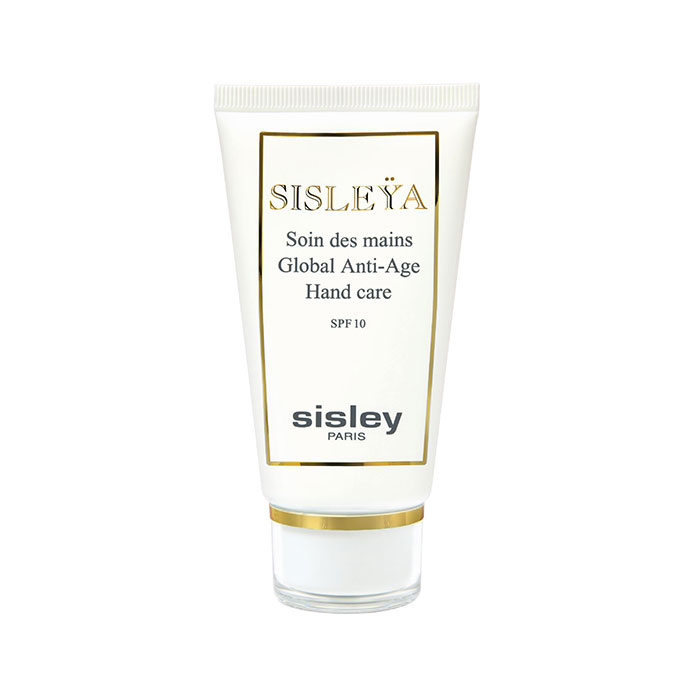 SISLEŸA
Soin des mains
Global Anti-Age
Hand care
SPF 10
sisley
PARIS